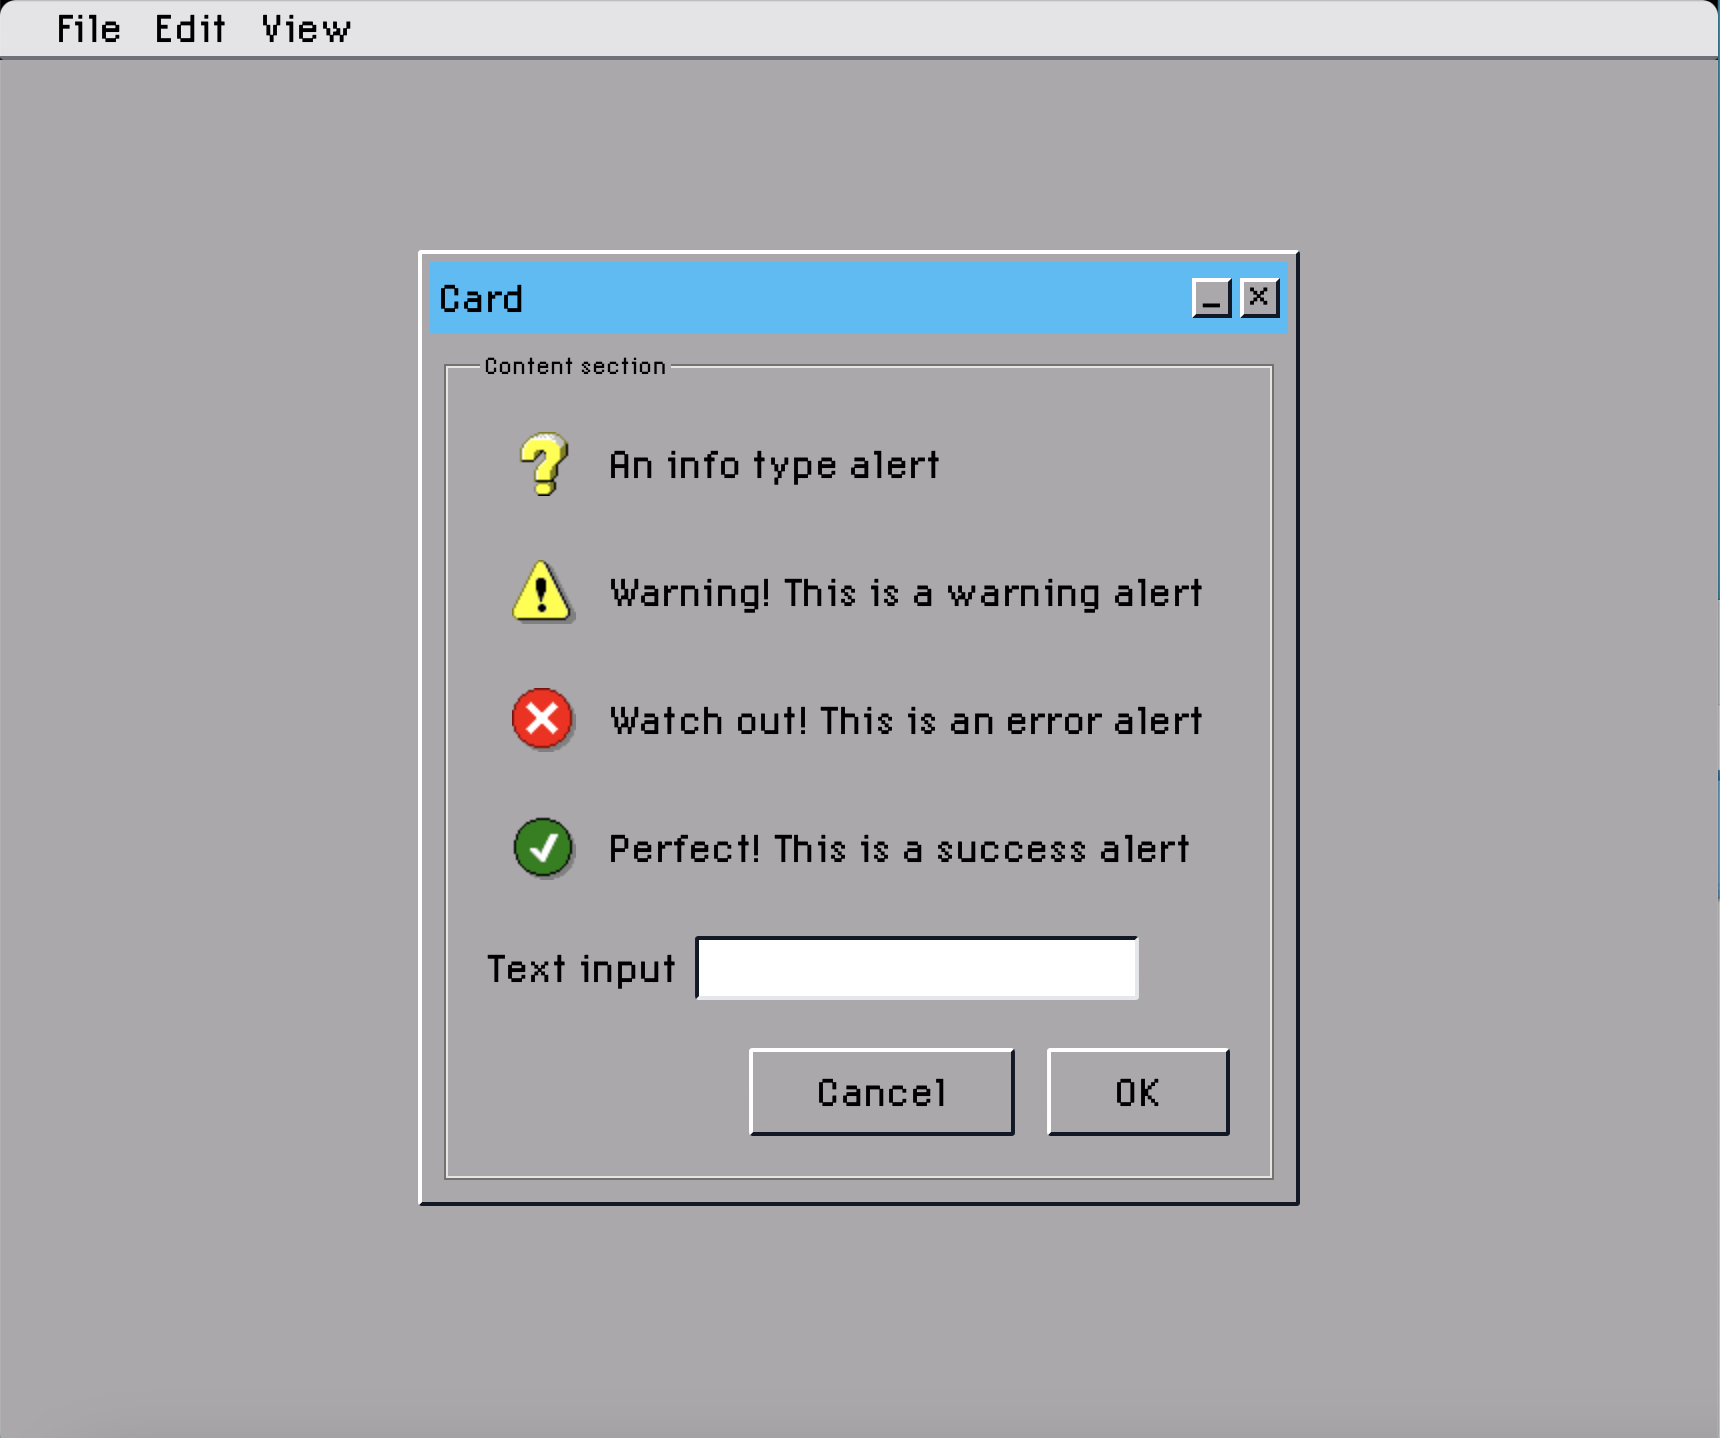 File Edit View
Card
Content section
An info type alert
Warning! This is a warning alert
Watch out! This is an error alert
Perfect! This is a success alert
Text input
Cancel OK